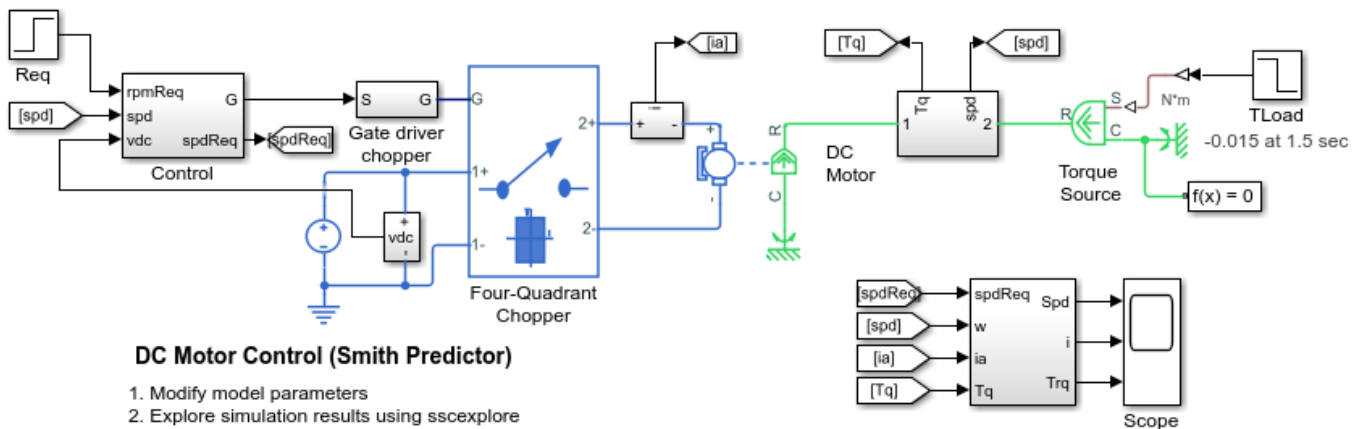 Req
rpmReq
spd
vdc
G
spdReq
Control
[spd]
[spdReq]
S
G
Gate driver
chopper
G
1+
1-
2+
2-
Four-Quadrant
Chopper
+
-
vdc
+
-
+
-
[ia]
+
-
R
C
DC
Motor
[Tq]
[spd]
Tq
spd
1
2
R
S
C
N*m
Torque
Source
TLoad
-0.015 at 1.5 sec
f(x) = 0
[spdReq]
[spd]
[ia]
[Tq]
spdReq
w
ia
Tq
Spd
i
Trq
Scope
DC Motor Control (Smith Predictor)
1. Modify model parameters
2. Explore simulation results using sscexplore